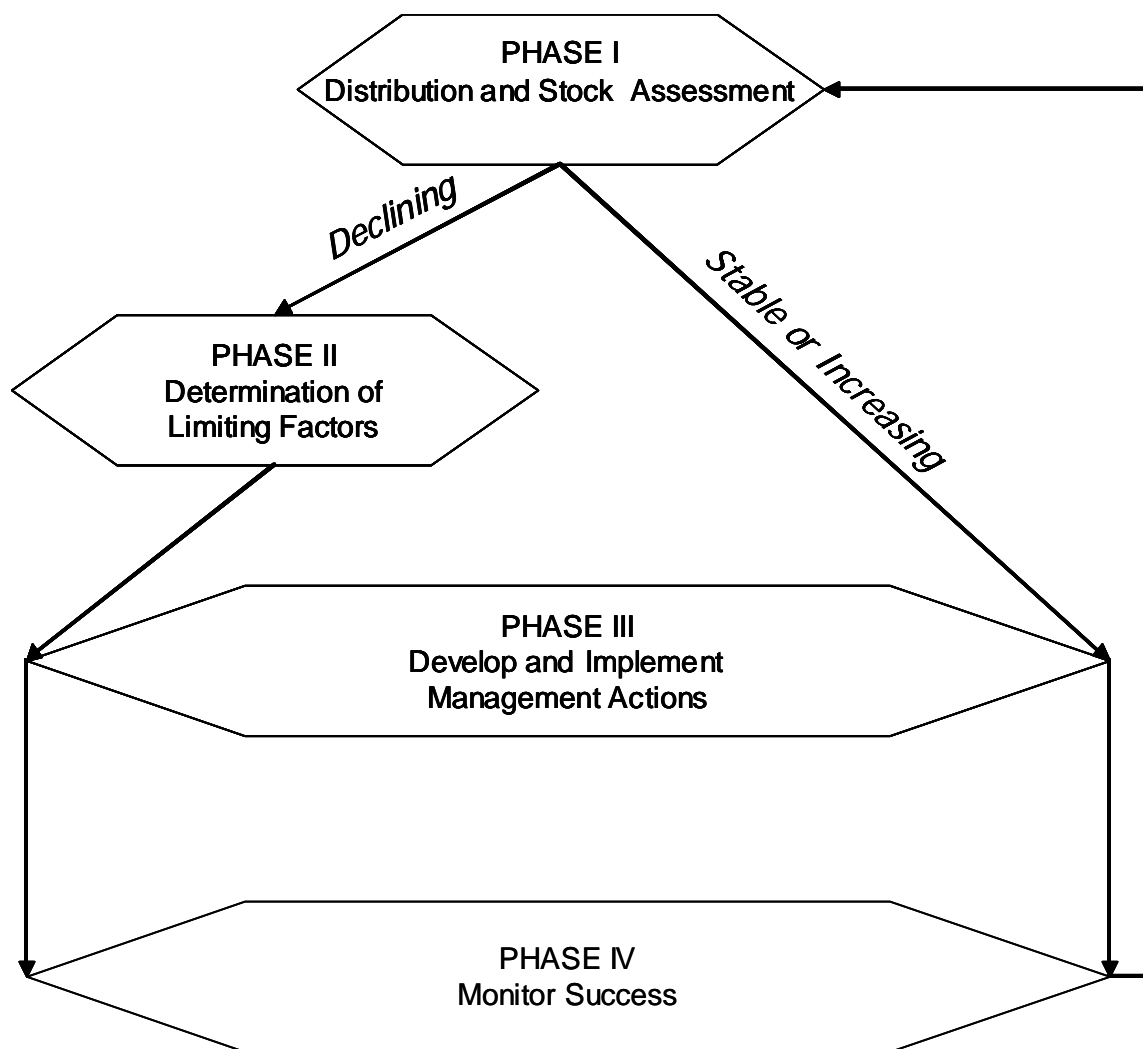 PHASE I
Distribution and Stock Assessment
Declining
Stable or Increasing
PHASE II
Determination of
Limiting Factors
PHASE III
Develop and Implement
Management Actions
PHASE IV
Monitor Success